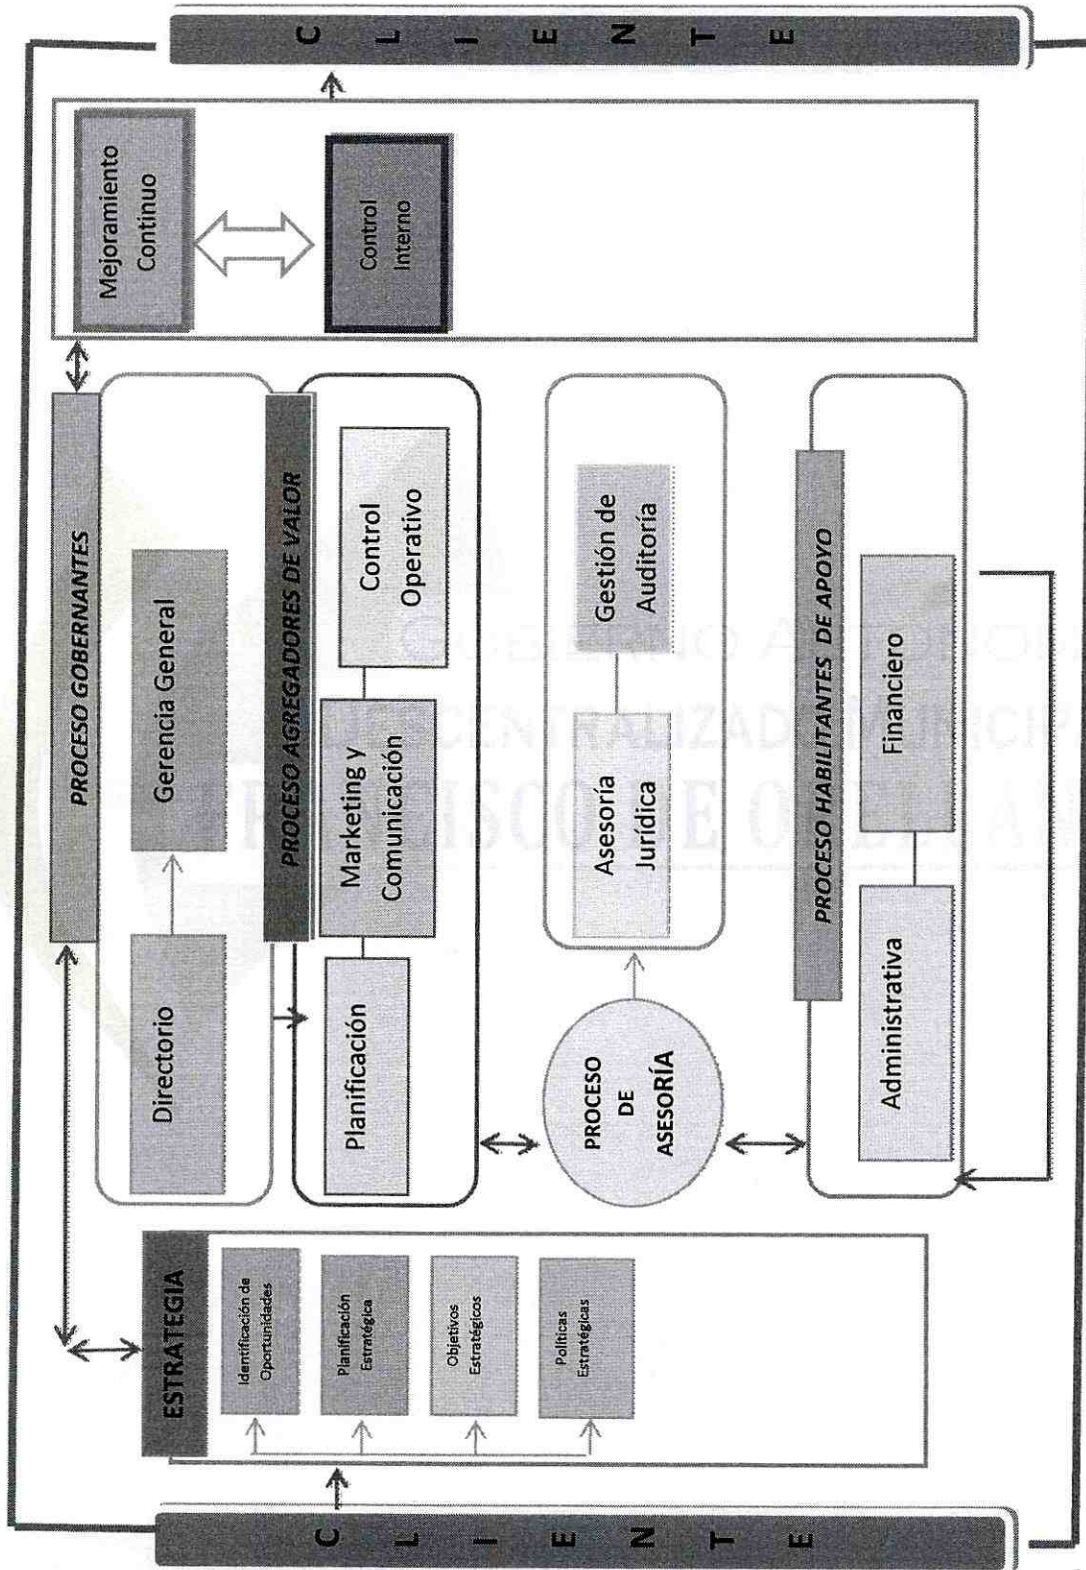 CLIENTE
ESTRATEGIA
Identificación de
Oportunidades
Planificación
Estratégica
Objetivos
Estratégicos
Políticas
Estratégicas
PROCESO GOBERNANTES
Directorio
Gerencia General
PROCESO AGREGADORES DE VALOR
Planificación
Marketing y
Comunicación
Control
Operativo
PROCESO
DE
ASESORÍA
Asesoría
Jurídica
Gestión de
Auditoría
PROCESO HABILITANTES DE APOYO
Administrativa
Financiero
Mejoramiento
Continuo
Control
Interno
CLIENTE